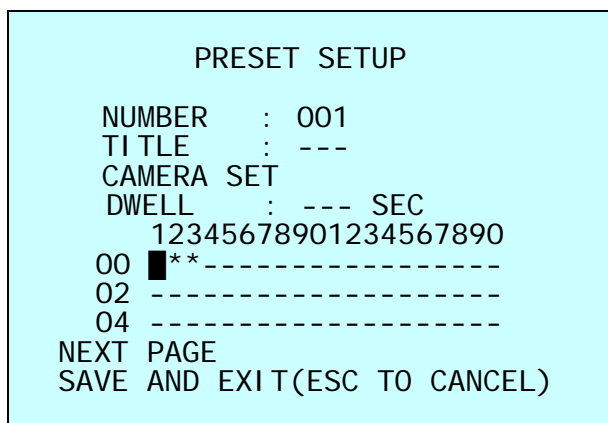 PRESET SETUP
NUMBER : 001
TITLE : ---
CAMERA SET
DWELL : --- SEC
12345678901234567890
00 █**-----------------
02 --------------------
04 --------------------
NEXT PAGE
SAVE AND EXIT(ESC TO CANCEL)